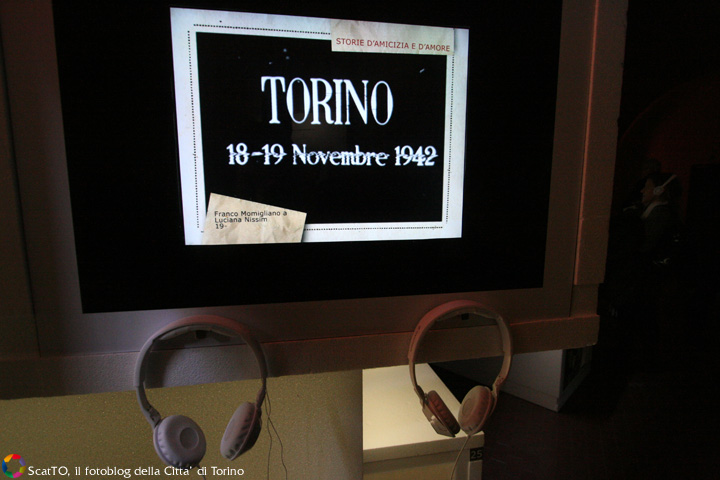 STORIE D'AMICIZIA E D'AMORE
TORINO
18-19 Novembre 1942
Franco Momigliano a
Luciana Nissim
19-
ScatTO, il fotoblog della Citta' di Torino